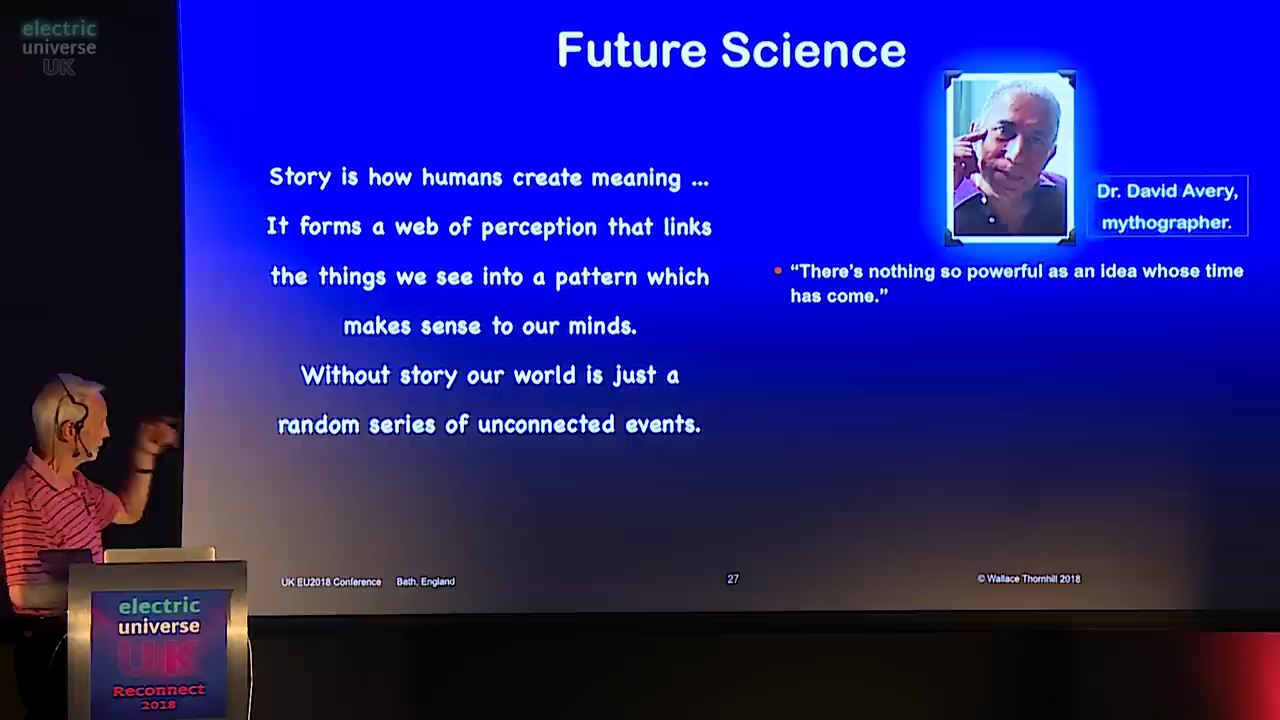 electric
universe
UK
Future Science
Story is how humans create meaning ...
It forms a web of perception that links
the things we see into a pattern which
makes sense to our minds.
Without story our world is just a
random series of unconnected events.
Dr. David Avery,
mythographer.
“There’s nothing so powerful as an idea whose time
has come.”
UK EU2018 Conference Bath, England
27
© Wallace Thornhill 2018
electric
universe
UK
Reconnect
2018